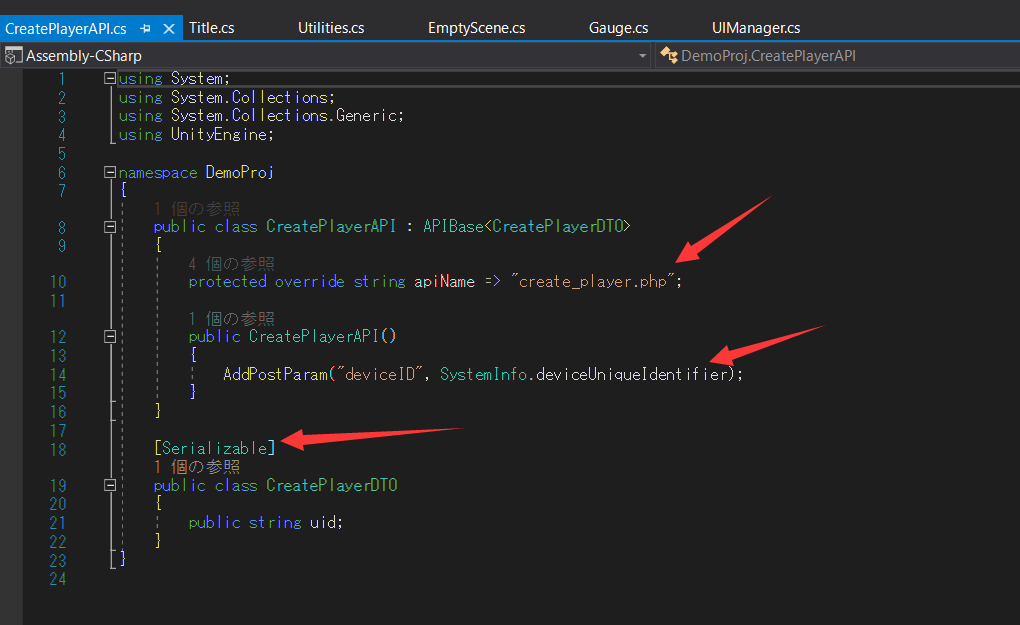 CreatePlayerAPI.cs Title.cs Utilities.cs EmptyScene.cs Gauge.cs UIManager.cs
Assembly-CSharp DemoProj.CreatePlayerAPI
1 using System;
2 using System.Collections;
3 using System.Collections.Generic;
4 using UnityEngine;
5
6 namespace DemoProj
7 {
1 個の参照
8 public class CreatePlayerAPI : APIBase<CreatePlayerDTO>
9 {
4 個の参照
10 protected override string apiName => "create_player.php";
11
1 個の参照
12 public CreatePlayerAPI()
13 {
14 AddPostParam("deviceID", SystemInfo.deviceUniqueIdentifier);
15 }
16 }
17
18 [Serializable]
1 個の参照
19 public class CreatePlayerDTO
20 {
21 public string uid;
22 }
23 }
24